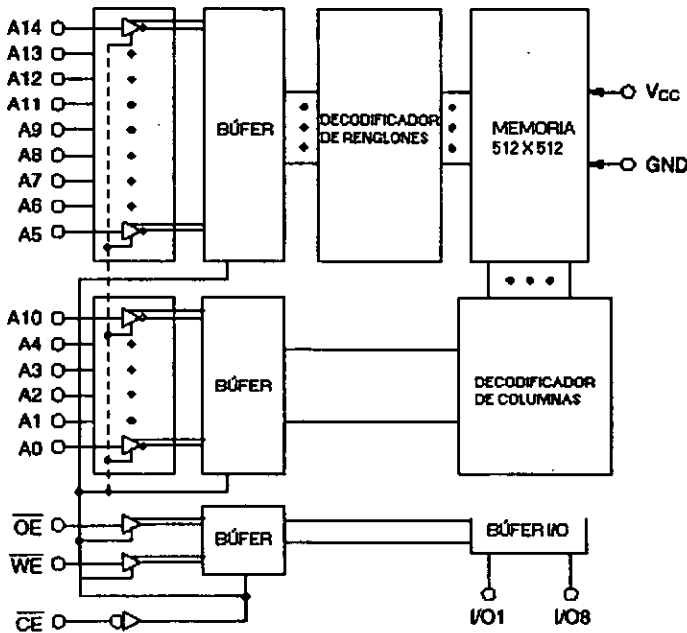 A14
A13
A12
A11
A9
A8
A7
A6
A5
BÚFER
DECODIFICADOR
DE RENGLONES
MEMORIA
512 X 512
VCC
GND
A10
A4
A3
A2
A1
A0
BÚFER
DECODIFICADOR
DE COLUMNAS
OE
WE
CE
BÚFER
BÚFER I/O
I/O1
I/O8